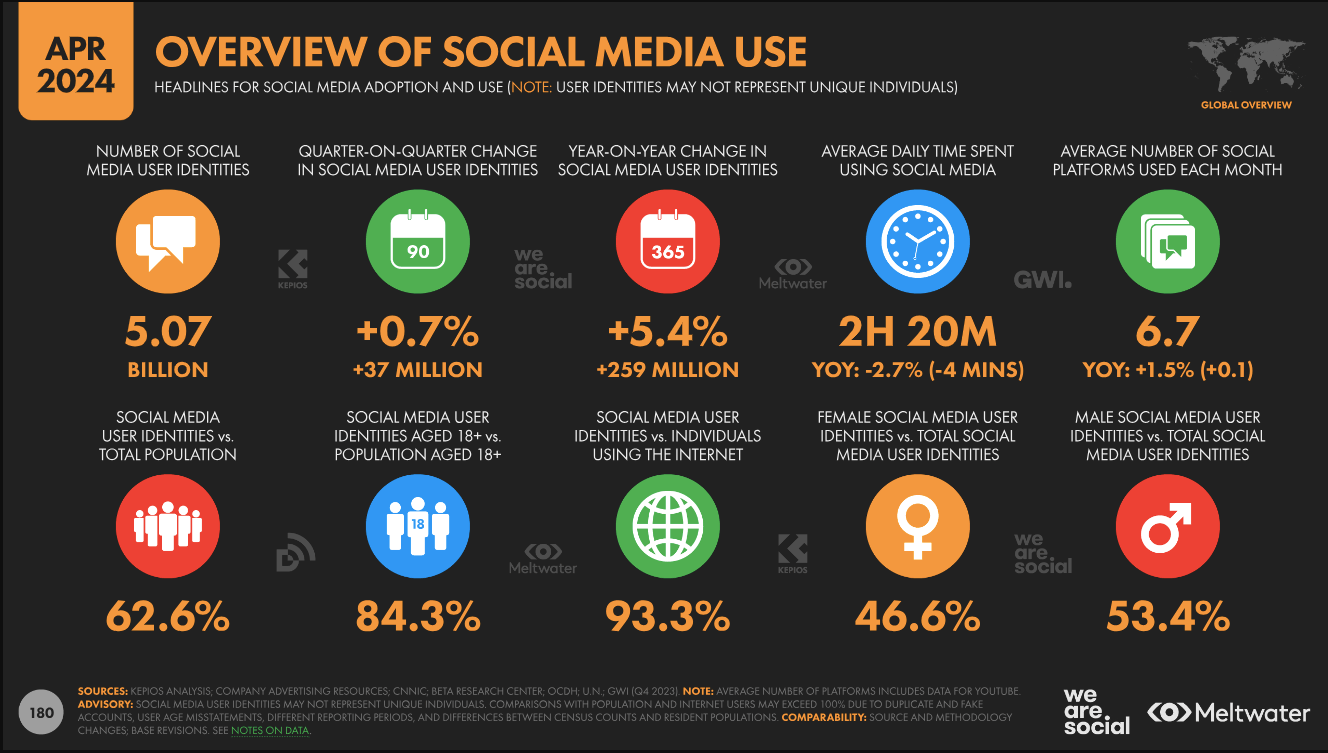 APR
2024
OVERVIEW OF SOCIAL MEDIA USE
HEADLINES FOR SOCIAL MEDIA ADOPTION AND USE (NOTE: USER IDENTITIES MAY NOT REPRESENT UNIQUE INDIVIDUALS)
GLOBAL OVERVIEW
NUMBER OF SOCIAL
MEDIA USER IDENTITIES
QUARTER-ON-QUARTER CHANGE
IN SOCIAL MEDIA USER IDENTITIES
YEAR-ON-YEAR CHANGE IN
SOCIAL MEDIA USER IDENTITIES
AVERAGE DAILY TIME SPENT
USING SOCIAL MEDIA
AVERAGE NUMBER OF SOCIAL
PLATFORMS USED EACH MONTH
90
365
KEPIOS
we
are
social
Meltwater
GWI.
5.07
BILLION
+0.7%
+37 MILLION
+5.4%
+259 MILLION
2H 20M
YOY: -2.7% (-4 MINS)
6.7
YOY: +1.5% (+0.1)
SOCIAL MEDIA
USER IDENTITIES vs.
TOTAL POPULATION
SOCIAL MEDIA USER
IDENTITIES AGED 18+ vs.
POPULATION AGED 18+
SOCIAL MEDIA USER
IDENTITIES vs. INDIVIDUALS
USING THE INTERNET
FEMALE SOCIAL MEDIA USER
IDENTITIES vs. TOTAL SOCIAL
MEDIA USER IDENTITIES
MALE SOCIAL MEDIA USER
IDENTITIES vs. TOTAL SOCIAL
MEDIA USER IDENTITIES
18
Meltwater
KEPIOS
we
are
social
62.6%
84.3%
93.3%
46.6%
53.4%
180
SOURCES: KEPIOS ANALYSIS; COMPANY ADVERTISING RESOURCES; CNNIC; BETA RESEARCH CENTER; OCDH; U.N.; GWI (Q4 2023). NOTE: AVERAGE NUMBER OF PLATFORMS INCLUDES DATA FOR YOUTUBE.
ADVISORY: SOCIAL MEDIA USER IDENTITIES MAY NOT REPRESENT UNIQUE INDIVIDUALS. COMPARISONS WITH POPULATION AND INTERNET USERS MAY EXCEED 100% DUE TO DUPLICATE AND FAKE
ACCOUNTS, USER AGE MISSTATEMENTS, DIFFERENT REPORTING PERIODS, AND DIFFERENCES BETWEEN CENSUS COUNTS AND RESIDENT POPULATIONS. COMPARABILITY: SOURCE AND METHODOLOGY
CHANGES; BASE REVISIONS. SEE NOTES ON DATA.
we
are
social
Meltwater